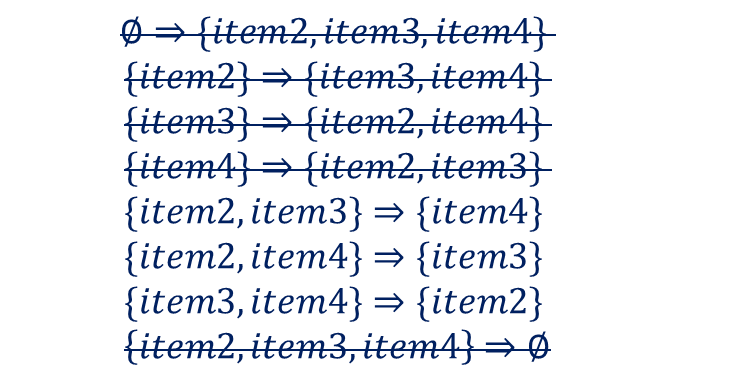 ∅ ⇒ {item2, item3, item4}
{item2} ⇒ {item3, item4}
{item3} ⇒ {item2, item4}
{item4} ⇒ {item2, item3}
{item2, item3} ⇒ {item4}
{item2, item4} ⇒ {item3}
{item3, item4} ⇒ {item2}
{item2, item3, item4} ⇒ ∅